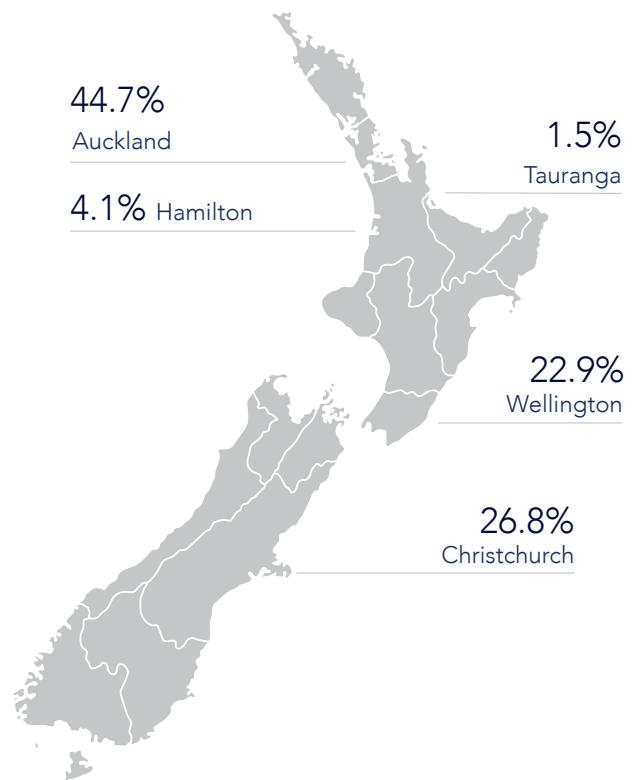 44.7%
Auckland
1.5%
Tauranga
4.1% Hamilton
22.9%
Wellington
26.8%
Christchurch